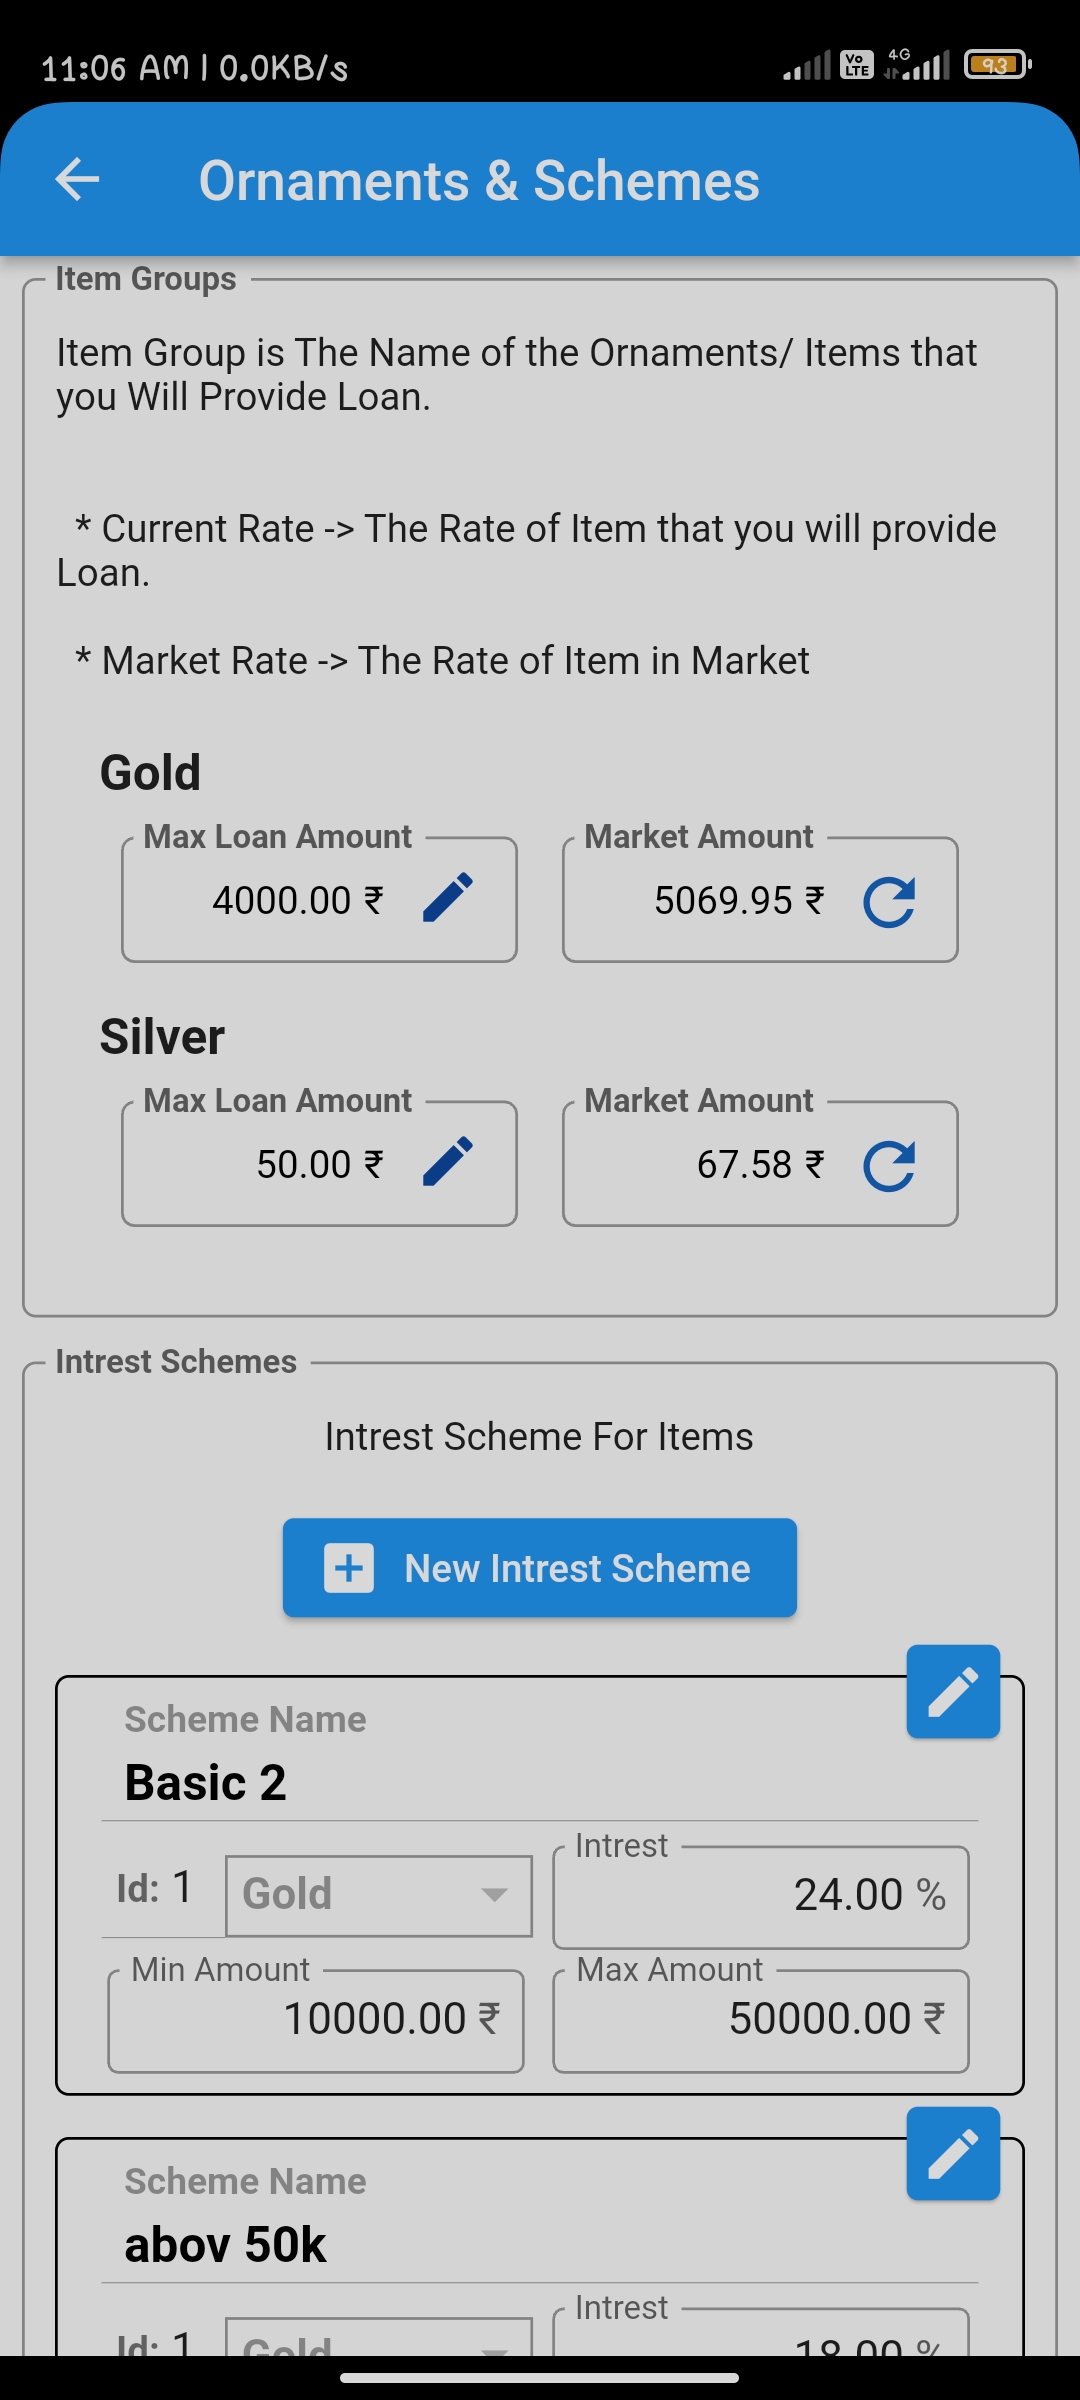 11:06 AM | 0.0KB/s
Vo LTE 4G 93
Ornaments & Schemes
Item Groups
Item Group is The Name of the Ornaments/ Items that
you Will Provide Loan.
* Current Rate -> The Rate of Item that you will provide
Loan.
* Market Rate -> The Rate of Item in Market
Gold
Max Loan Amount Market Amount
4000.00 ₹ 5069.95 ₹
Silver
Max Loan Amount Market Amount
50.00 ₹ 67.58 ₹
Intrest Schemes
Intrest Scheme For Items
New Intrest Scheme
Scheme Name
Basic 2
Intrest
Id: 1 Gold 24.00 %
Min Amount Max Amount
10000.00 ₹ 50000.00 ₹
Scheme Name
abov 50k
Intrest
Id: 1 Gold 18.00 %